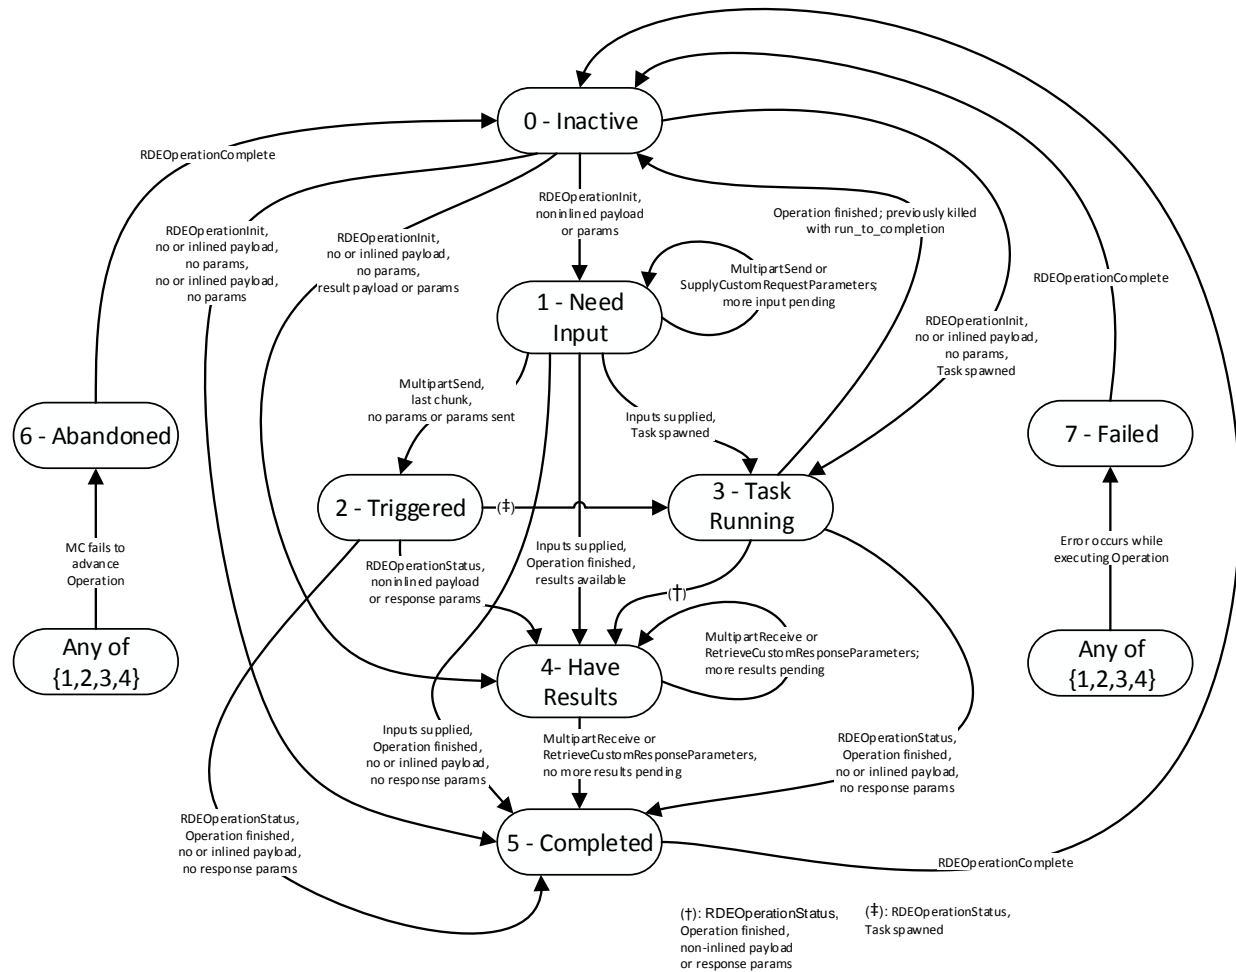 0 - Inactive
RDEOperationComplete
RDEOperationInit,
no or inlined payload,
no params,
no or inlined payload,
no params
RDEOperationInit,
no or inlined payload,
no params,
result payload or params
RDEOperationInit,
noninlined payload
or params
Operation finished; previously killed
with run_to_completion
MultipartSend or
SupplyCustomRequestParameters;
more input pending
RDEOperationComplete
1 - Need
Input
RDEOperationInit,
no or inlined payload,
no params,
Task spawned
MultipartSend,
last chunk,
no params or params sent
Inputs supplied,
Task spawned
6 - Abandoned
7 - Failed
2 - Triggered
(‡)
3 - Task
Running
MC fails to
advance
Operation
RDEOperationStatus,
noninlined payload
or response params
Inputs supplied,
Operation finished,
results available
(†)
Error occurs while
executing Operation
Any of
{1,2,3,4}
4- Have
Results
MultipartReceive or
RetrieveCustomResponseParameters;
more results pending
Any of
{1,2,3,4}
Inputs supplied,
Operation finished,
no or inlined payload,
no response params
MultipartReceive or
RetrieveCustomResponseParameters,
no more results pending
RDEOperationStatus,
Operation finished,
no or inlined payload,
no response params
RDEOperationStatus,
Operation finished,
no or inlined payload,
no response params
5 - Completed
RDEOperationComplete
(†): RDEOperationStatus,
Operation finished,
non-inlined payload
or response params
(‡): RDEOperationStatus,
Task spawned